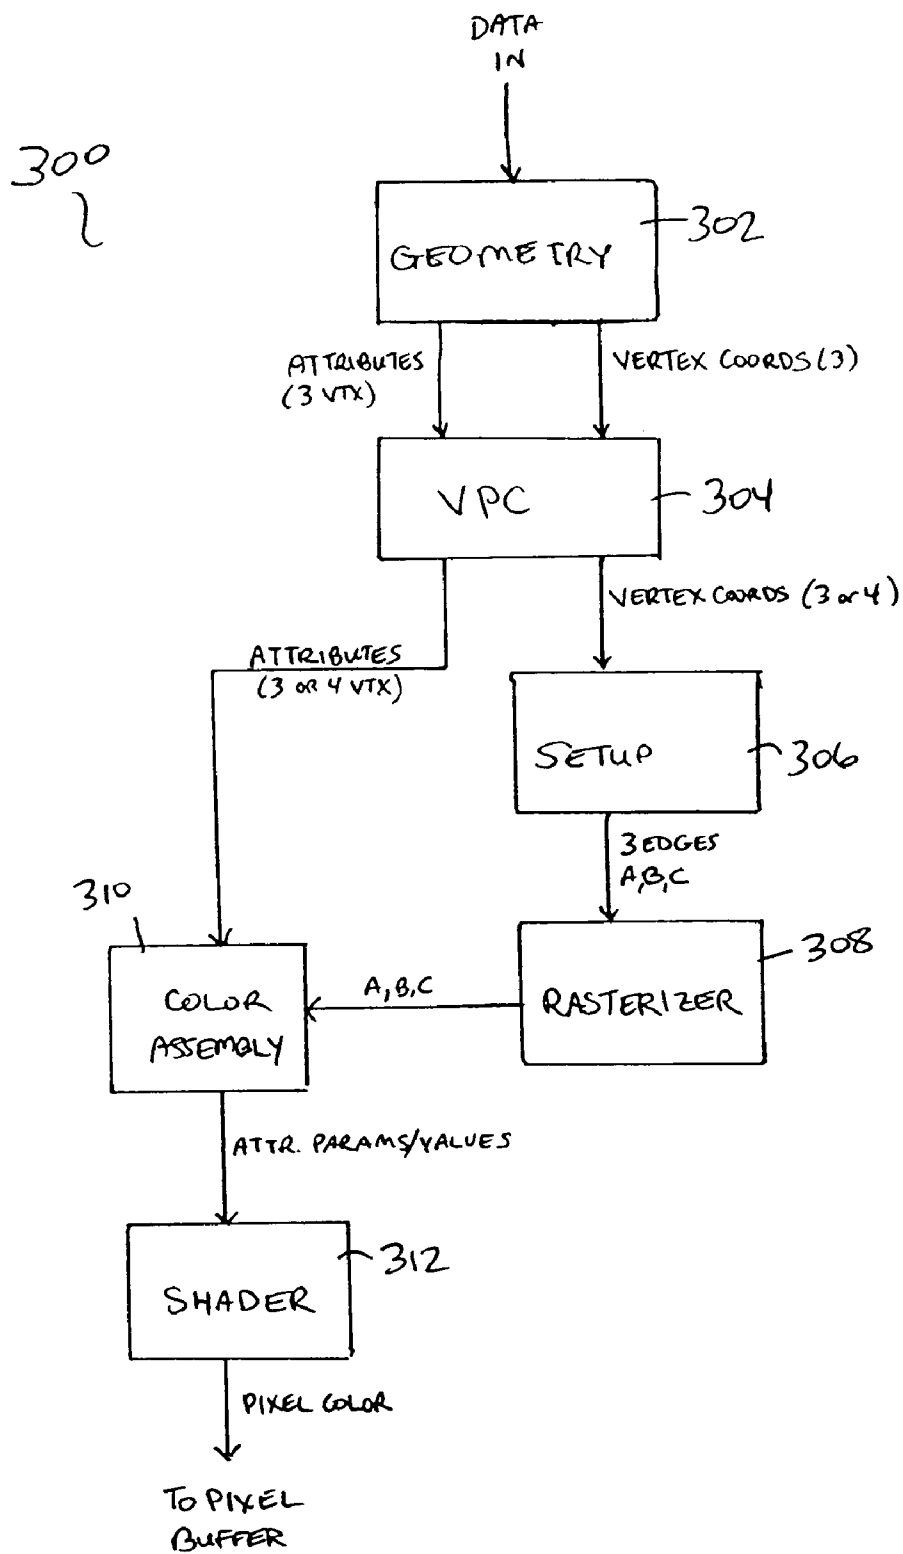 DATA
IN
300
GEOMETRY
302
ATTRIBUTES
(3 VTX)
VERTEX COORDS (3)
VPC
304
VERTEX COORDS (3 or 4)
ATTRIBUTES
(3 OR 4 VTX)
SETUP
306
3 EDGES
A,B,C
310
308
COLOR
ASSEMBLY
A,B,C
RASTERIZER
ATTR. PARAMS/VALUES
312
SHADER
PIXEL COLOR
TO PIXEL
BUFFER